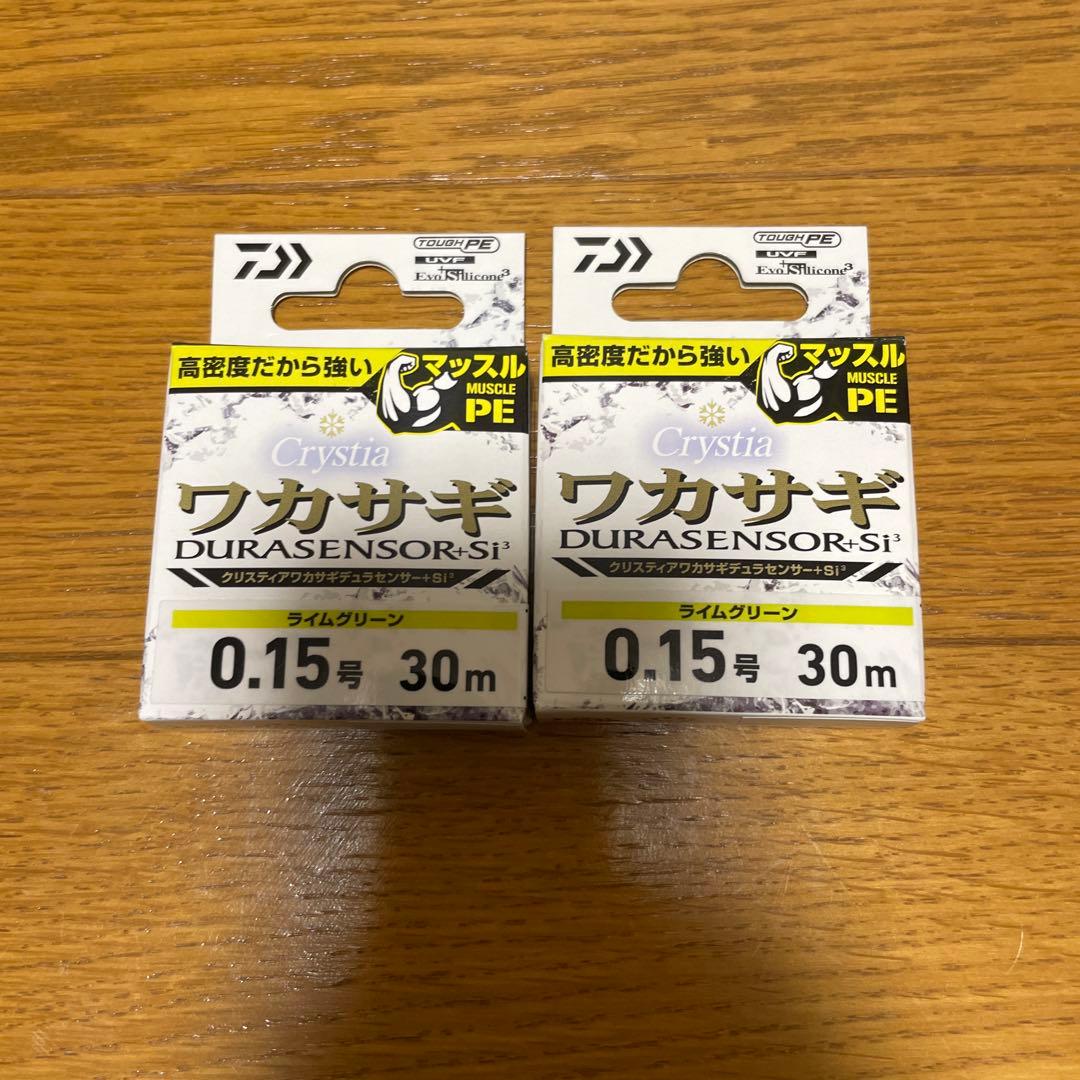 TOUGH PE
UVF
Evo+Silicone³
高密度だから強い
マッスル
MUSCLE
PE
Crystia
ワカサギ
DURASENSOR+Si³
クリスティアワカサギデュラセンサー+Si³
ライムグリーン
0.15号 30m
TOUGH PE
UVF
Evo+Silicone³
高密度だから強い
マッスル
MUSCLE
PE
Crystia
ワカサギ
DURASENSOR+Si³
クリスティアワカサギデュラセンサー+Si³
ライムグリーン
0.15号 30m